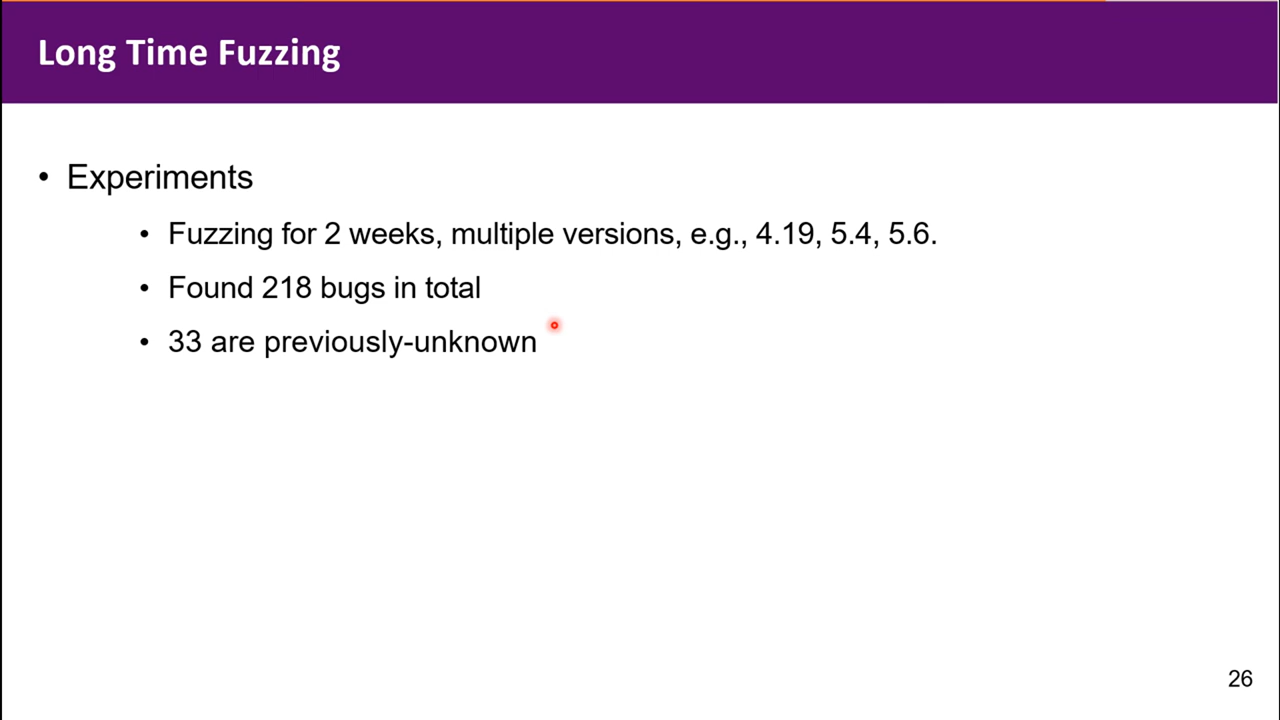 Long Time Fuzzing
• Experiments
• Fuzzing for 2 weeks, multiple versions, e.g., 4.19, 5.4, 5.6.
• Found 218 bugs in total
• 33 are previously-unknown
26